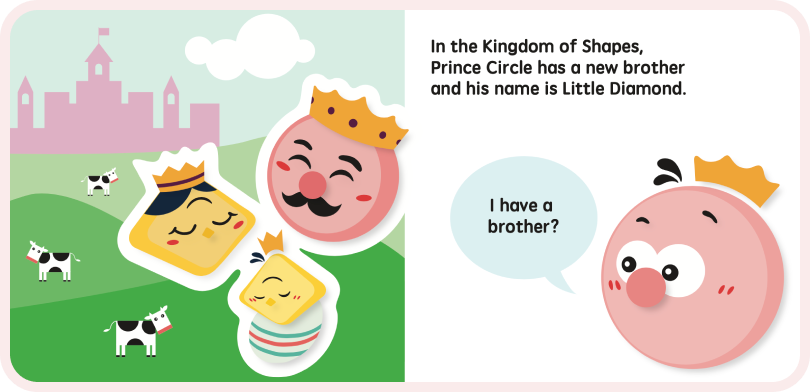 In the Kingdom of Shapes,
Prince Circle has a new brother
and his name is Little Diamond.
I have a
brother?